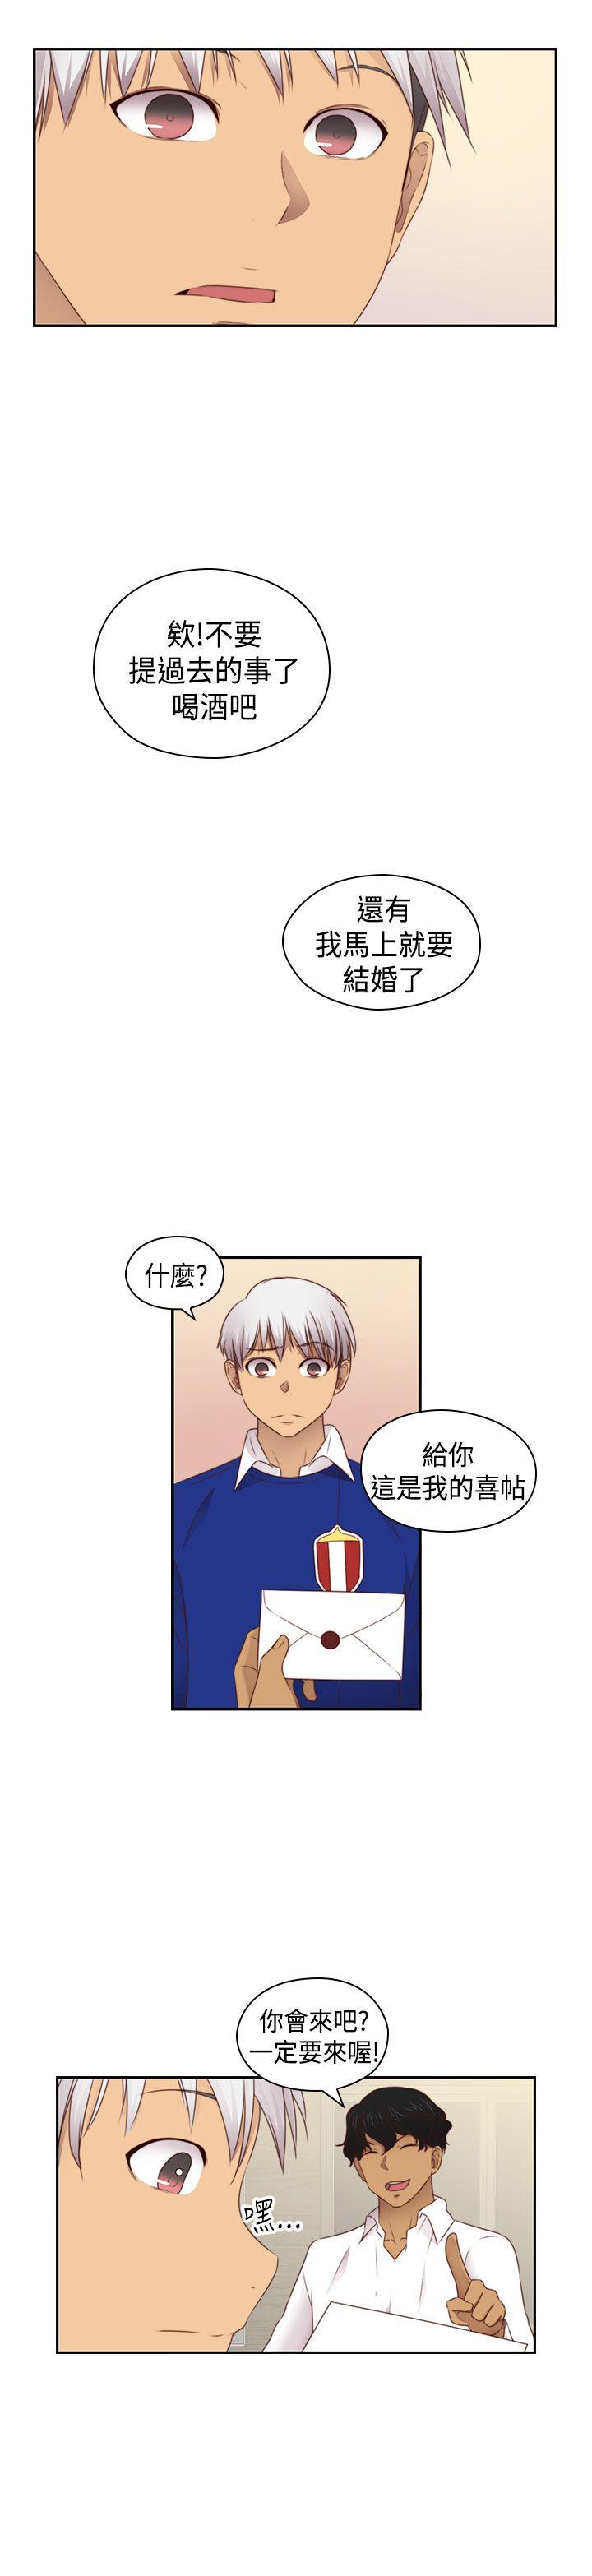 欸!不要
提過去的事了
喝酒吧
還有
我馬上就要
結婚了
什麼?
給你
這是我的喜帖
你會來吧?
一定要來喔!
嘿...